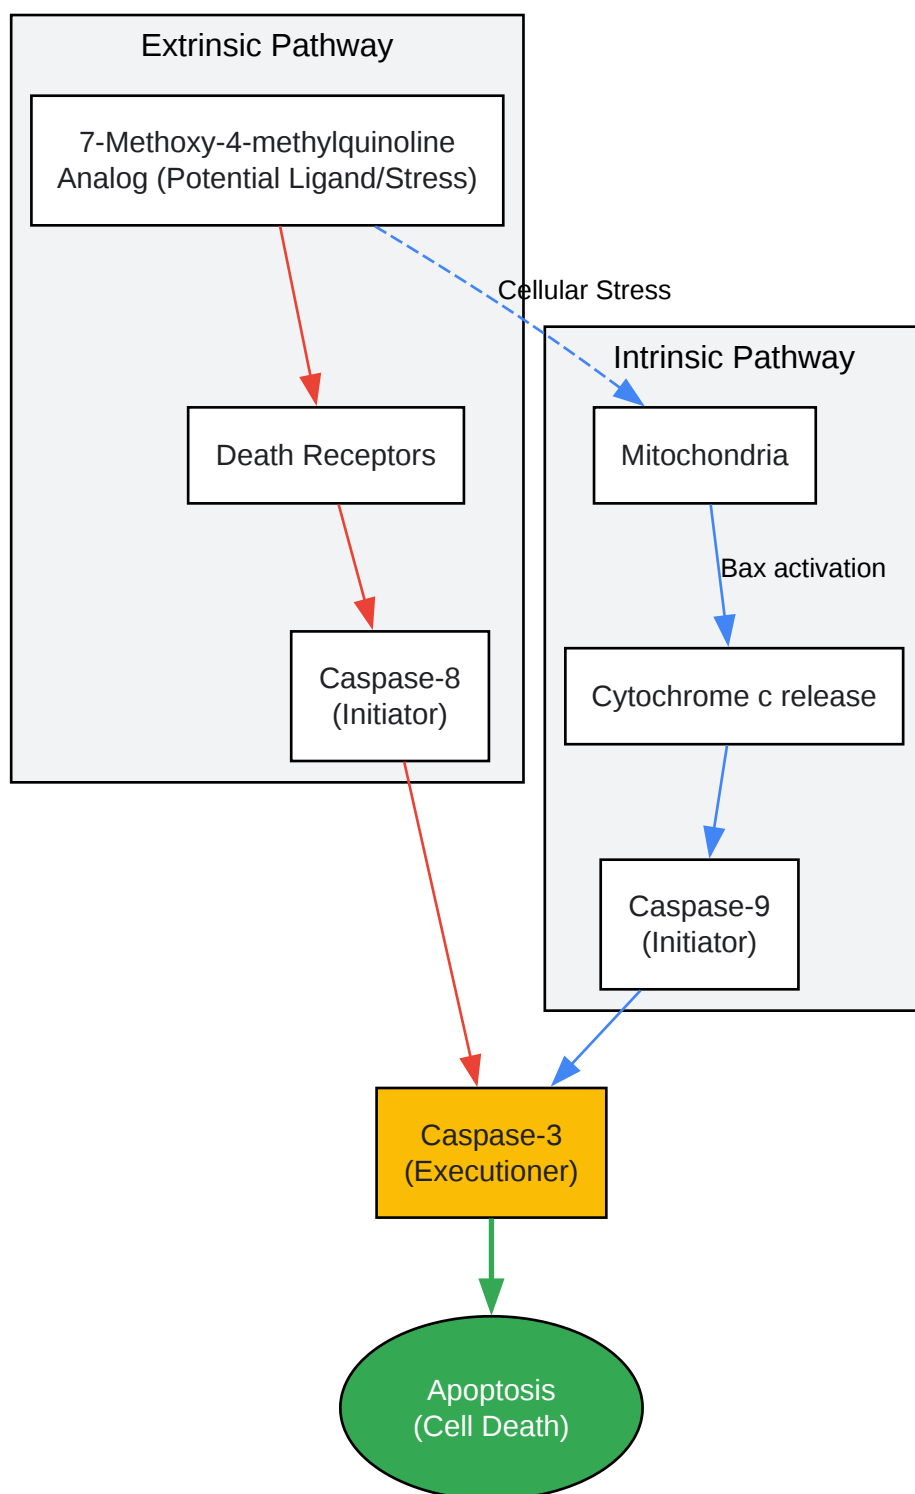 Extrinsic Pathway
7-Methoxy-4-methylquinoline
Analog (Potential Ligand/Stress)
Cellular Stress
Intrinsic Pathway
Death Receptors
Mitochondria
Bax activation
Caspase-8
(Initiator)
Cytochrome c release
Caspase-9
(Initiator)
Caspase-3
(Executioner)
Apoptosis
(Cell Death)